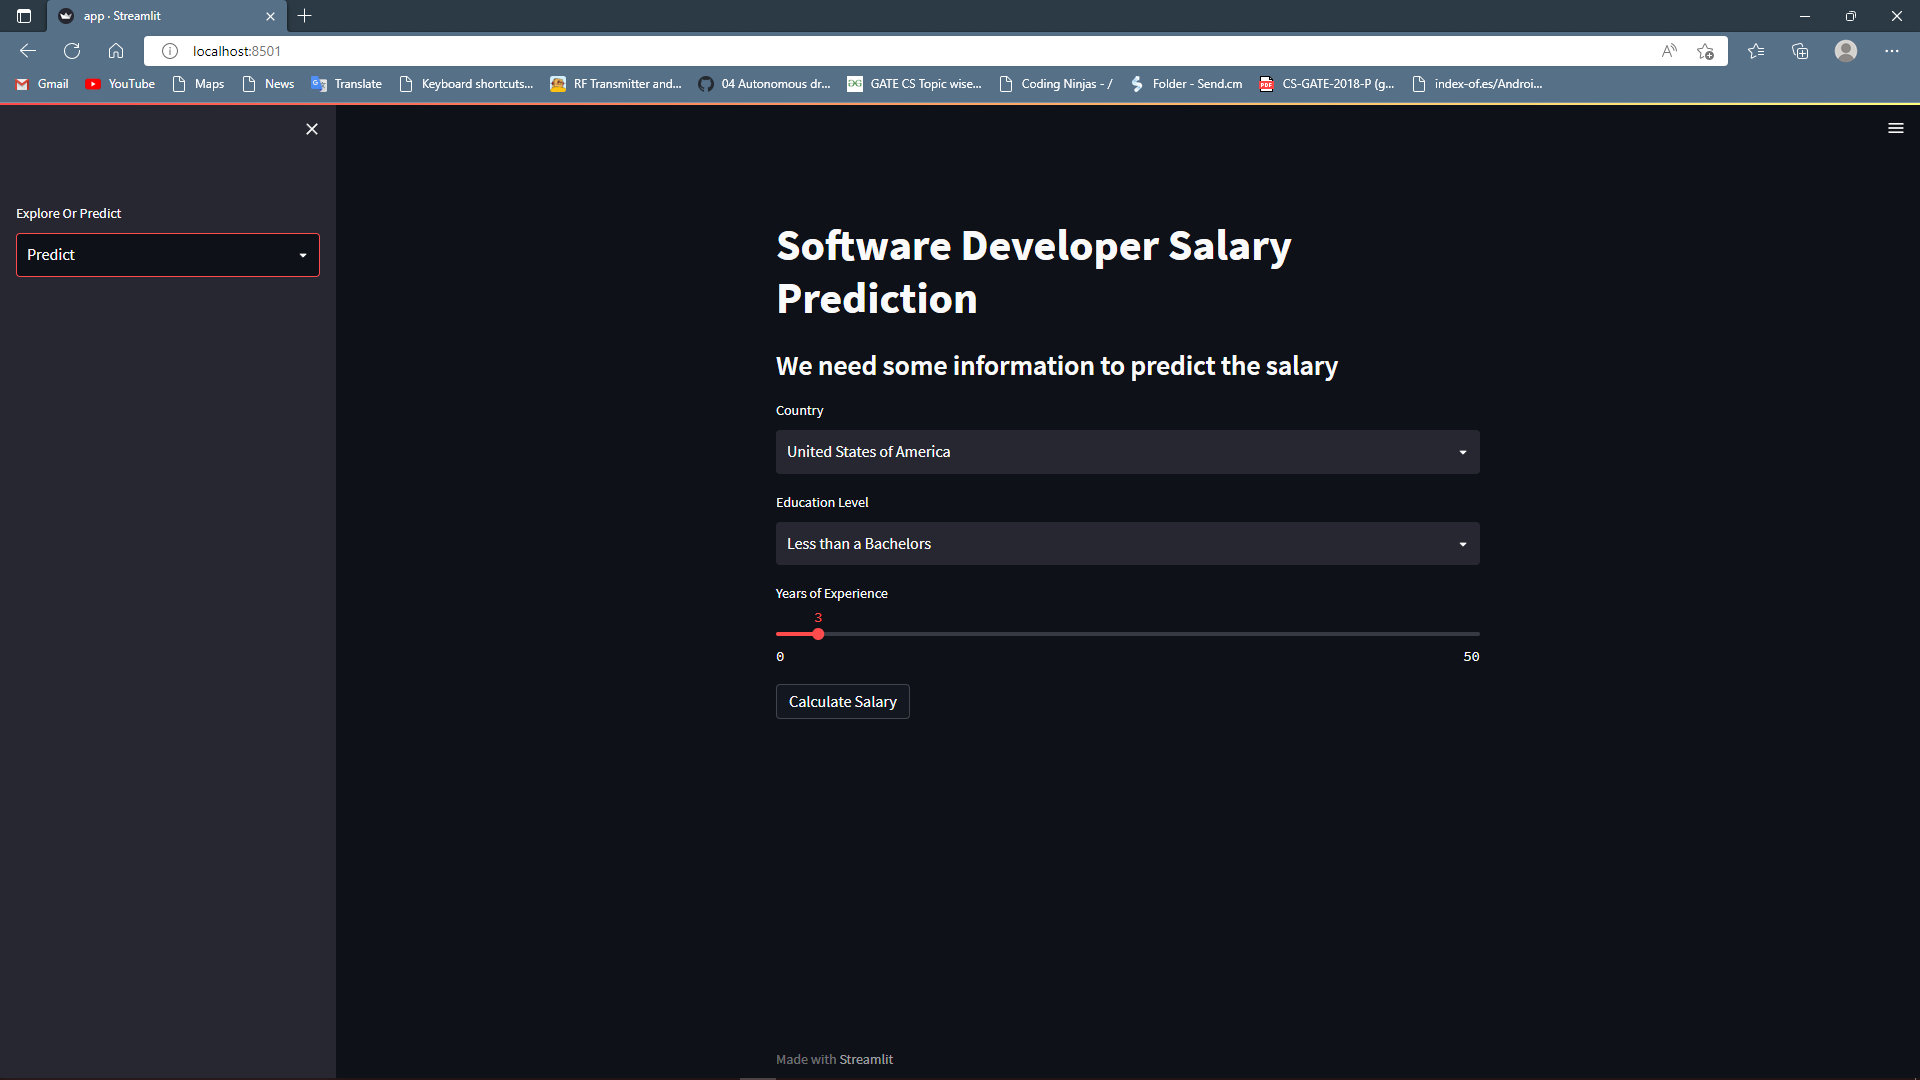 app · Streamlit
localhost:8501
Gmail
YouTube
Maps
News
Translate
Keyboard shortcuts...
RF Transmitter and...
04 Autonomous dr...
GATE CS Topic wise...
Coding Ninjas - /
Folder - Send.cm
CS-GATE-2018-P (g...
index-of.es/Androi...
Explore Or Predict
Predict
Software Developer Salary
Prediction
We need some information to predict the salary
Country
United States of America
Education Level
Less than a Bachelors
Years of Experience
3
0
50
Calculate Salary
Made with Streamlit